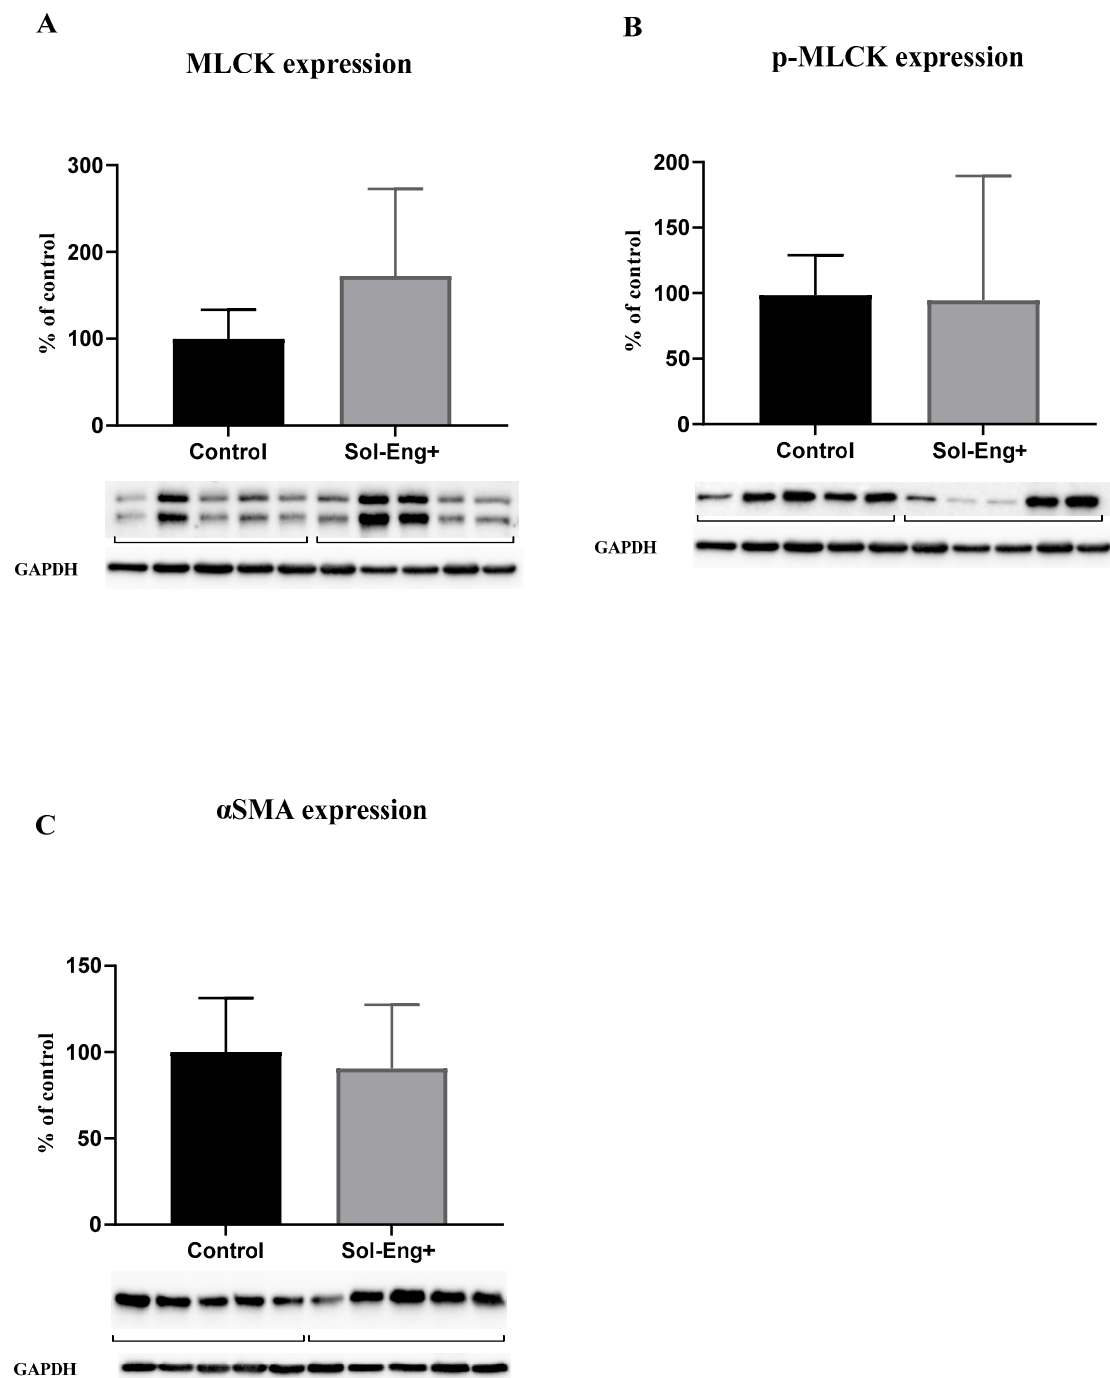 A
MLCK expression
300
200
100
0
% of control
Control
Sol-Eng+
GAPDH
B
p-MLCK expression
200
150
100
50
0
% of control
Control
Sol-Eng+
GAPDH
C
αSMA expression
150
100
50
0
% of control
Control
Sol-Eng+
GAPDH